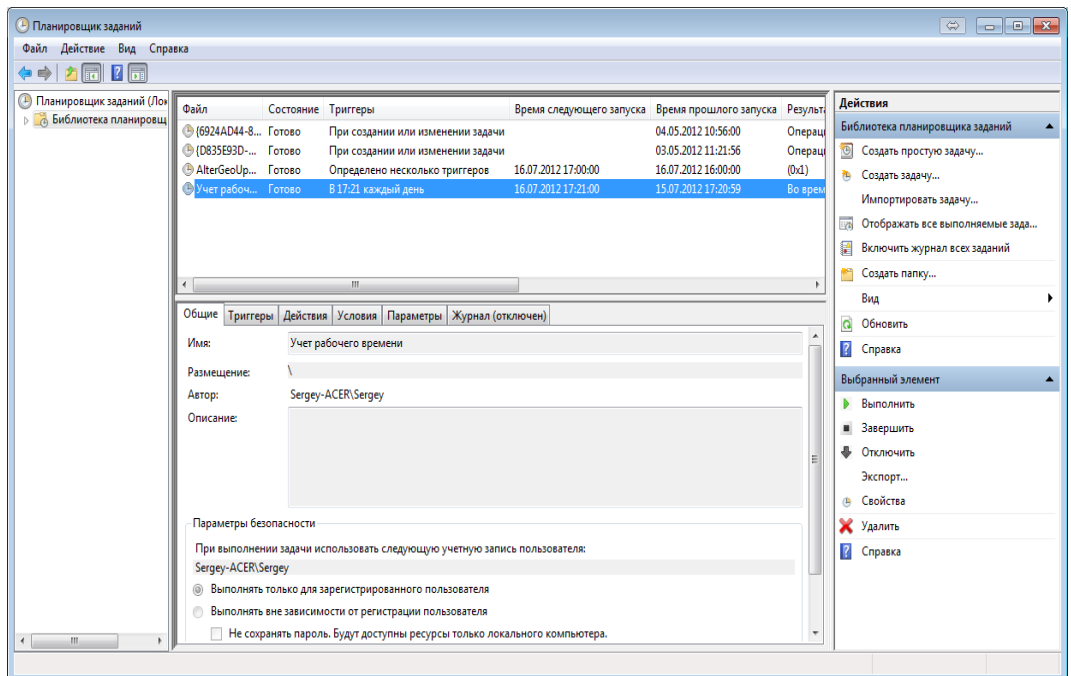 Планировщик заданий
Файл Действие Вид Справка
Планировщик заданий (Лок
Библиотека планировщ
Файл Состояние Триггеры Время следующего запуска Время прошлого запуска Результа
{6924AD44-8... Готово При создании или изменении задачи 04.05.2012 10:56:00 Операци
{D835E93D-... Готово При создании или изменении задачи 03.05.2012 11:21:56 Операци
AlterGeoUp... Готово Определено несколько триггеров 16.07.2012 17:00:00 16.07.2012 16:00:00 (0x1)
Учет рабоч... Готово В 17:21 каждый день 16.07.2012 17:21:00 15.07.2012 17:20:59 Во врем
Общие Триггеры Действия Условия Параметры Журнал (отключен)
Имя: Учет рабочего времени
Размещение: \
Автор: Sergey-ACER\Sergey
Описание:
Параметры безопасности
При выполнении задачи использовать следующую учетную запись пользователя:
Sergey-ACER\Sergey
Выполнять только для зарегистрированного пользователя
Выполнять вне зависимости от регистрации пользователя
Не сохранять пароль. Будут доступны ресурсы только локального компьютера.
Действия
Библиотека планировщика заданий
Создать простую задачу...
Создать задачу...
Импортировать задачу...
Отображать все выполняемые зада...
Включить журнал всех заданий
Создать папку...
Вид
Обновить
Справка
Выбранный элемент
Выполнить
Завершить
Отключить
Экспорт...
Свойства
Удалить
Справка